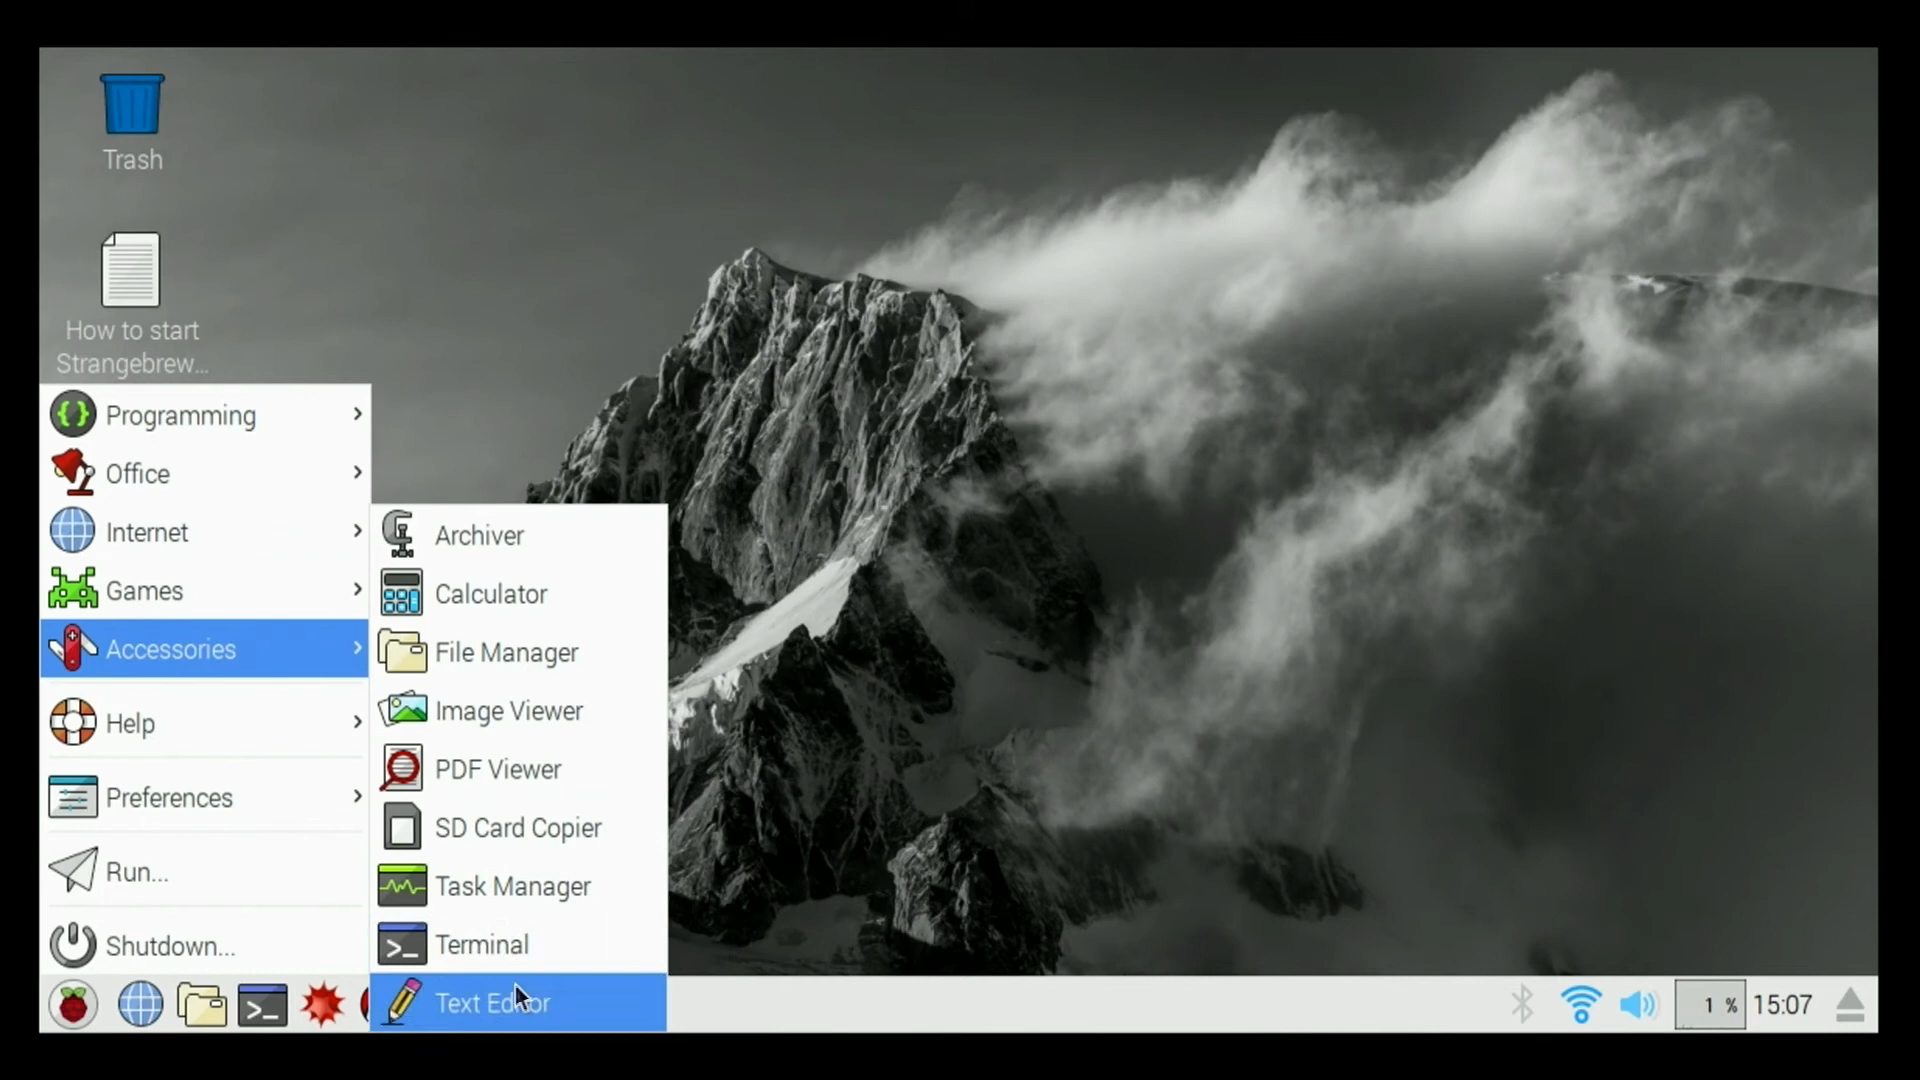 Trash
How to start
Strangebrew...
Programming
Office
Internet
Games
Accessories
Help
Preferences
Run...
Shutdown...
Archiver
Calculator
File Manager
Image Viewer
PDF Viewer
SD Card Copier
Task Manager
Terminal
Text Editor
1 %
15:07